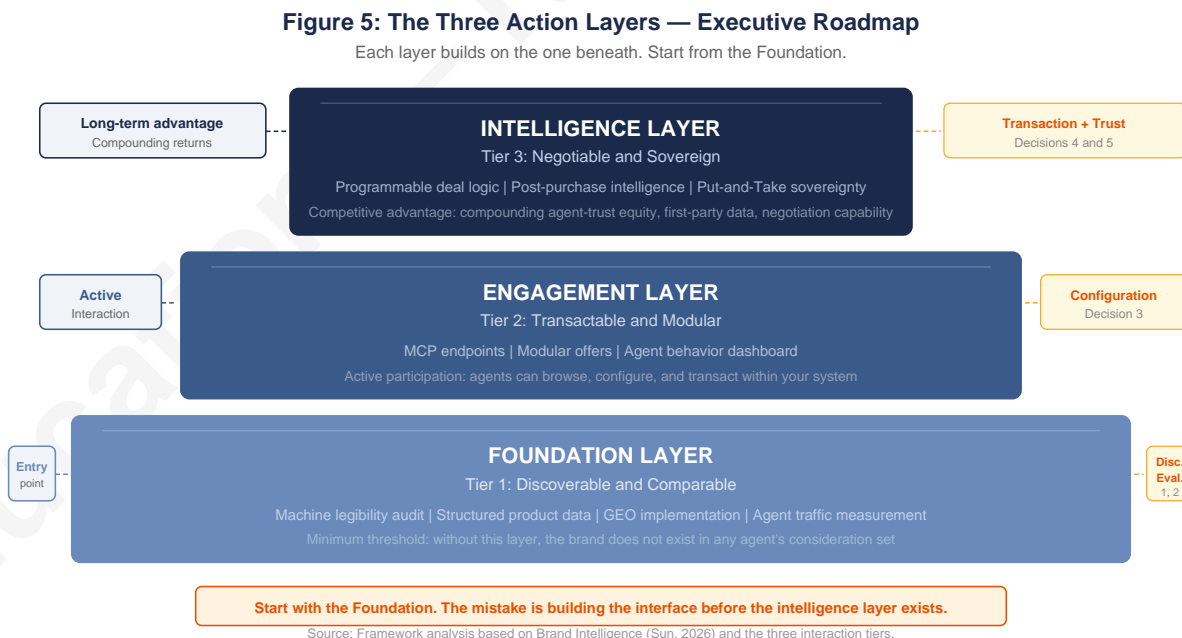 Figure 5: The Three Action Layers — Executive Roadmap
Each layer builds on the one beneath. Start from the Foundation.
Long-term advantage
Compounding returns
INTELLIGENCE LAYER
Tier 3: Negotiable and Sovereign
Programmable deal logic | Post-purchase intelligence | Put-and-Take sovereignty
Competitive advantage: compounding agent-trust equity, first-party data, negotiation capability
Transaction + Trust
Decisions 4 and 5
Active
Interaction
ENGAGEMENT LAYER
Tier 2: Transactable and Modular
MCP endpoints | Modular offers | Agent behavior dashboard
Active participation: agents can browse, configure, and transact within your system
Configuration
Decision 3
Entry
point
FOUNDATION LAYER
Tier 1: Discoverable and Comparable
Machine legibility audit | Structured product data | GEO implementation | Agent traffic measurement
Minimum threshold: without this layer, the brand does not exist in any agent's consideration set
Disc.
Eval.
1, 2
Start with the Foundation. The mistake is building the interface before the intelligence layer exists.
Source: Framework analysis based on Brand Intelligence (Sun, 2026) and the three interaction tiers.